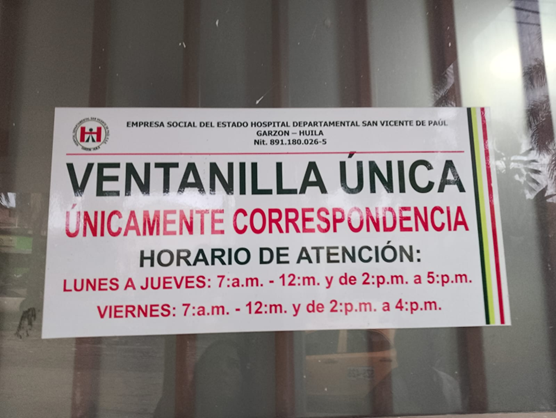 EMPRESA SOCIAL DEL ESTADO HOSPITAL DEPARTAMENTAL SAN VICENTE DE PAÚL
GARZON – HUILA
Nit. 891.180.026-5
VENTANILLA ÚNICA
ÚNICAMENTE CORRESPONDENCIA
HORARIO DE ATENCIÓN:
LUNES A JUEVES: 7:a.m. - 12:m. y de 2:p.m. a 5:p.m.
VIERNES: 7:a.m. - 12:m. y de 2:p.m. a 4:p.m.